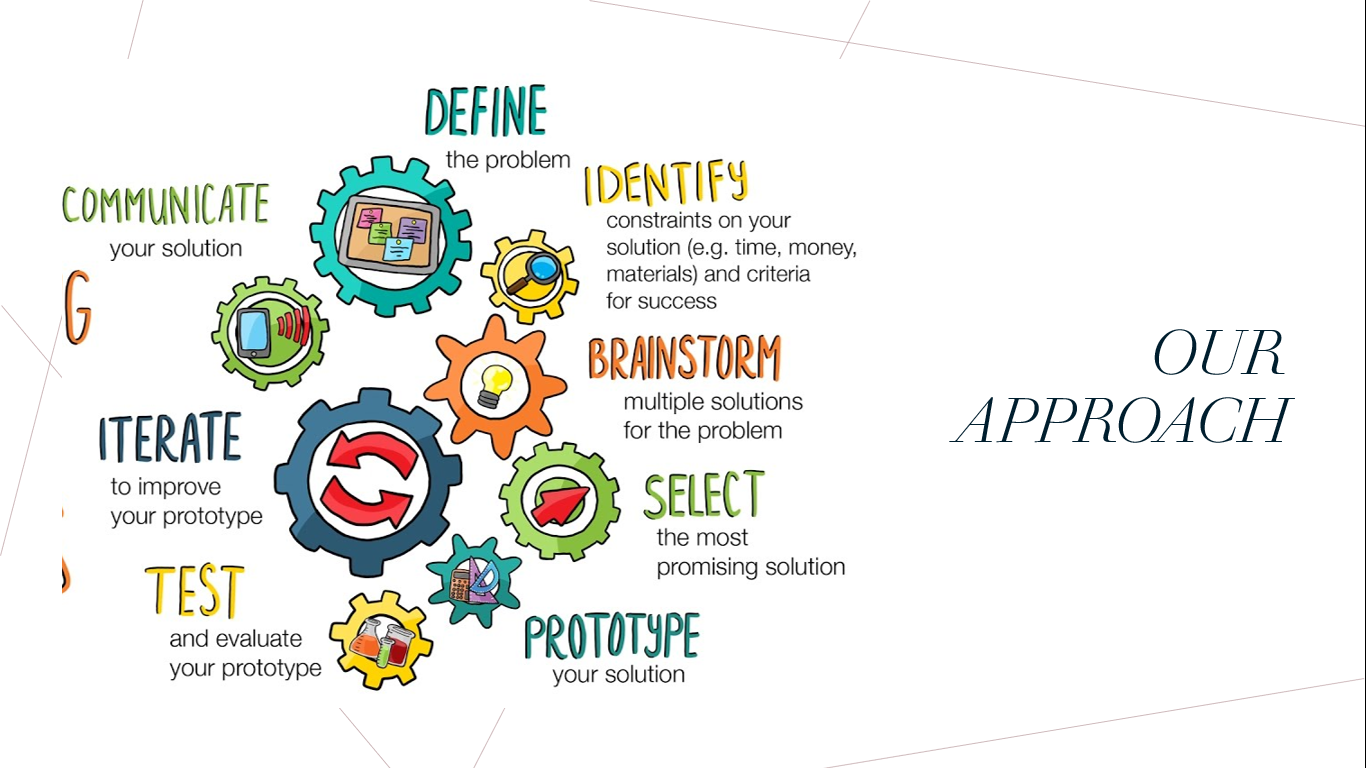 DEFINE
the problem
IDENTIFY
constraints on your
solution (e.g. time, money,
materials) and criteria
for success
BRAINSTORM
multiple solutions
for the problem
SELECT
the most
promising solution
PROTOTYPE
your solution
TEST
and evaluate
your prototype
ITERATE
to improve
your prototype
COMMUNICATE
your solution
G
OUR
APPROACH